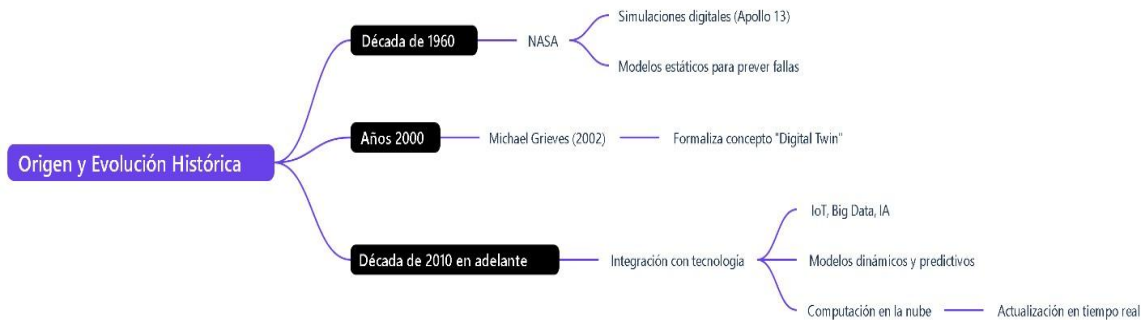 Origen y Evolución Histórica
Década de 1960
NASA
Simulaciones digitales (Apollo 13)
Modelos estáticos para prever fallas
Años 2000
Michael Grieves (2002)
Formaliza concepto "Digital Twin"
Década de 2010 en adelante
Integración con tecnología
IoT, Big Data, IA
Modelos dinámicos y predictivos
Computación en la nube
Actualización en tiempo real